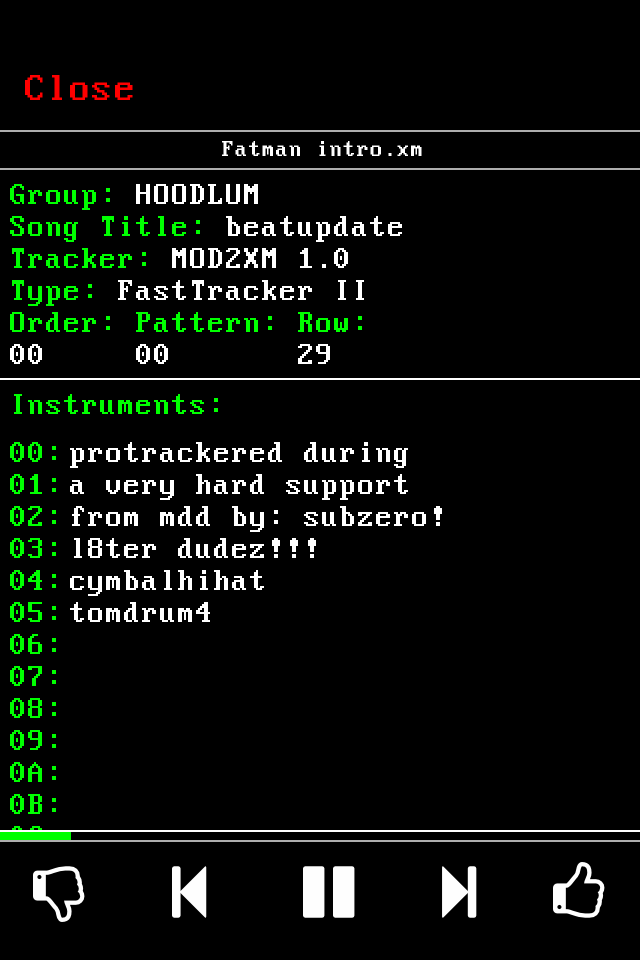 Close
Fatman intro.xm
Group: HOODLUM
Song Title: beatupdate
Tracker: MOD2XM 1.0
Type: FastTracker II
Order: Pattern: Row:
00 00 29
Instruments:
00: protrackered during
01: a very hard support
02: from mdd by: subzero!
03: l8ter dudez!!!
04: cymbalhihat
05: tomdrum4
06:
07:
08:
09:
0A:
0B: